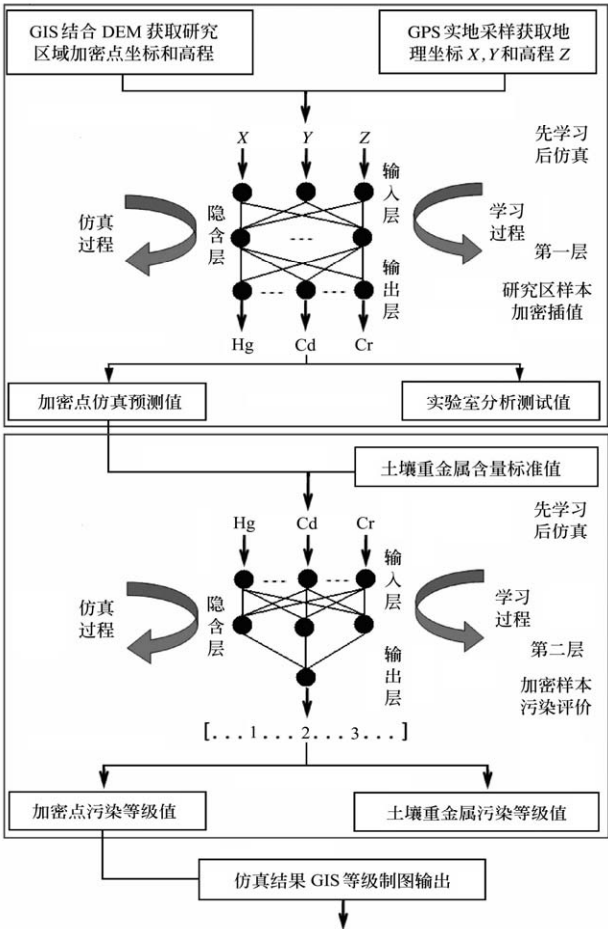 GIS结合 DEM 获取研究
区域加密点坐标和高程
GPS 实地采样获取地
理坐标 X, Y和高程 Z
X Y Z
先学习
后仿真
输入层
仿真
过程
隐含层
学习
过程
...
第一层
输出层
研究区样本
加密插值
... ...
Hg Cd Cr
加密点仿真预测值
实验室分析测试值
土壤重金属含量标准值
Hg Cd Cr
先学习
后仿真
... ...
输入层
仿真
过程
隐含层
学习
过程
第二层
输出层
加密样本
污染评价
[...1...2...3...]
加密点污染等级值
土壤重金属污染等级值
仿真结果 GIS 等级制图输出